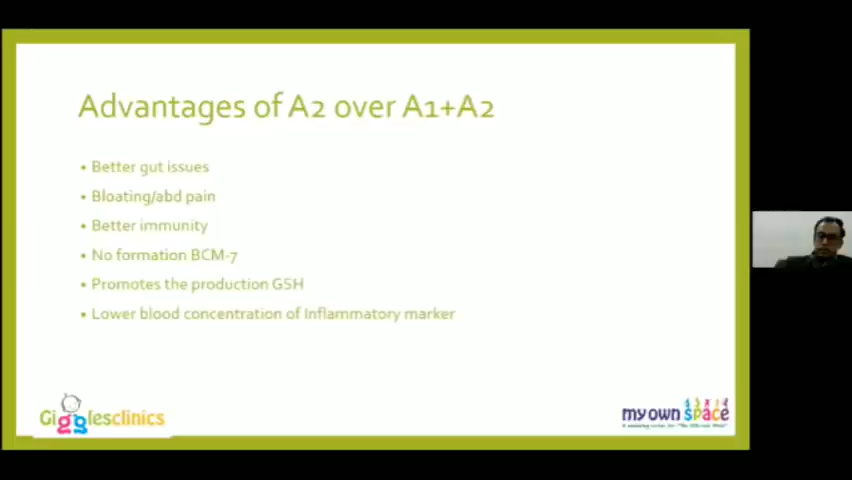 Advantages of A2 over A1+A2
• Better gut issues
• Bloating/abd pain
• Better immunity
• No formation BCM-7
• Promotes the production GSH
• Lower blood concentration of Inflammatory marker
Gigglesclinics
my own space